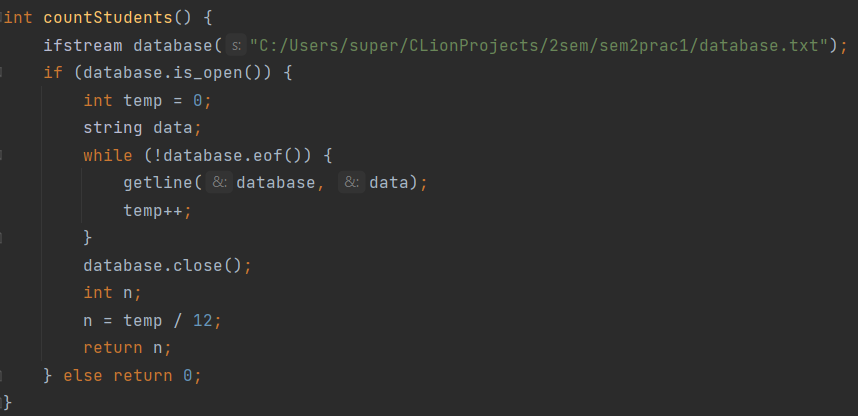 int countStudents() {
    ifstream database( s: "C:/Users/super/CLionProjects/2sem/sem2prac1/database.txt");
    if (database.is_open()) {
        int temp = 0;
        string data;
        while (!database.eof()) {
            getline( &: database, &: data);
            temp++;
        }
        database.close();
        int n;
        n = temp / 12;
        return n;
    } else return 0;
}